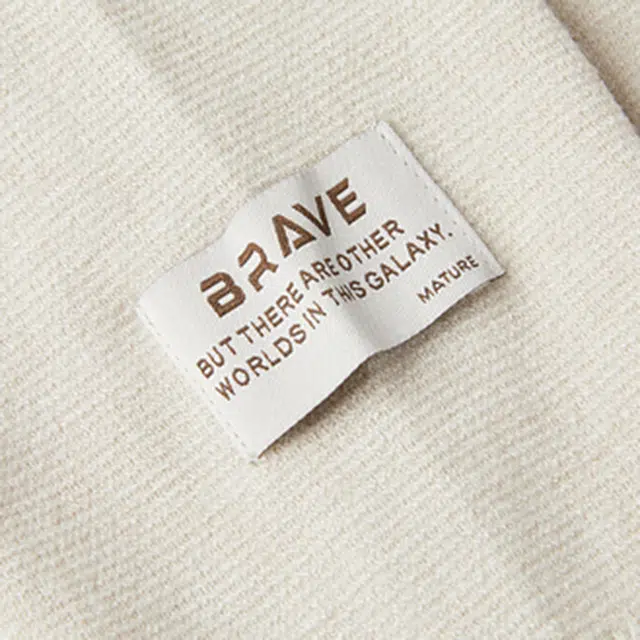 BRAVE
BUT THERE ARE OTHER
WORLDS IN THIS GALAXY.
MATURE